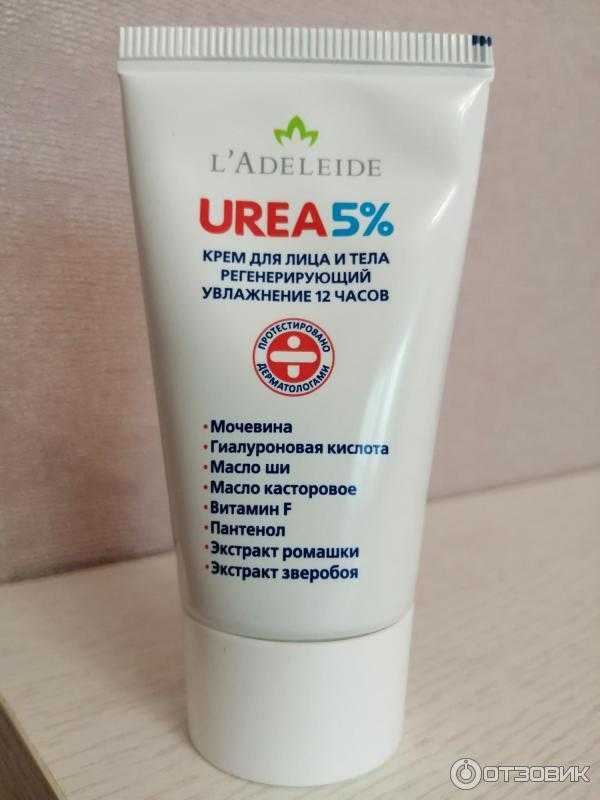 L'ADELEIDE
UREA 5%
КРЕМ ДЛЯ ЛИЦА И ТЕЛА
РЕГЕНЕРИРУЮЩИЙ
УВЛАЖНЕНИЕ 12 ЧАСОВ
ПРОТЕСТИРОВАНО
ДЕРМАТОЛОГАМИ
•Мочевина
•Гиалуроновая кислота
•Масло ши
•Масло касторовое
•Витамин F
•Пантенол
•Экстракт ромашки
•Экстракт зверобоя
ОТЗОВИК